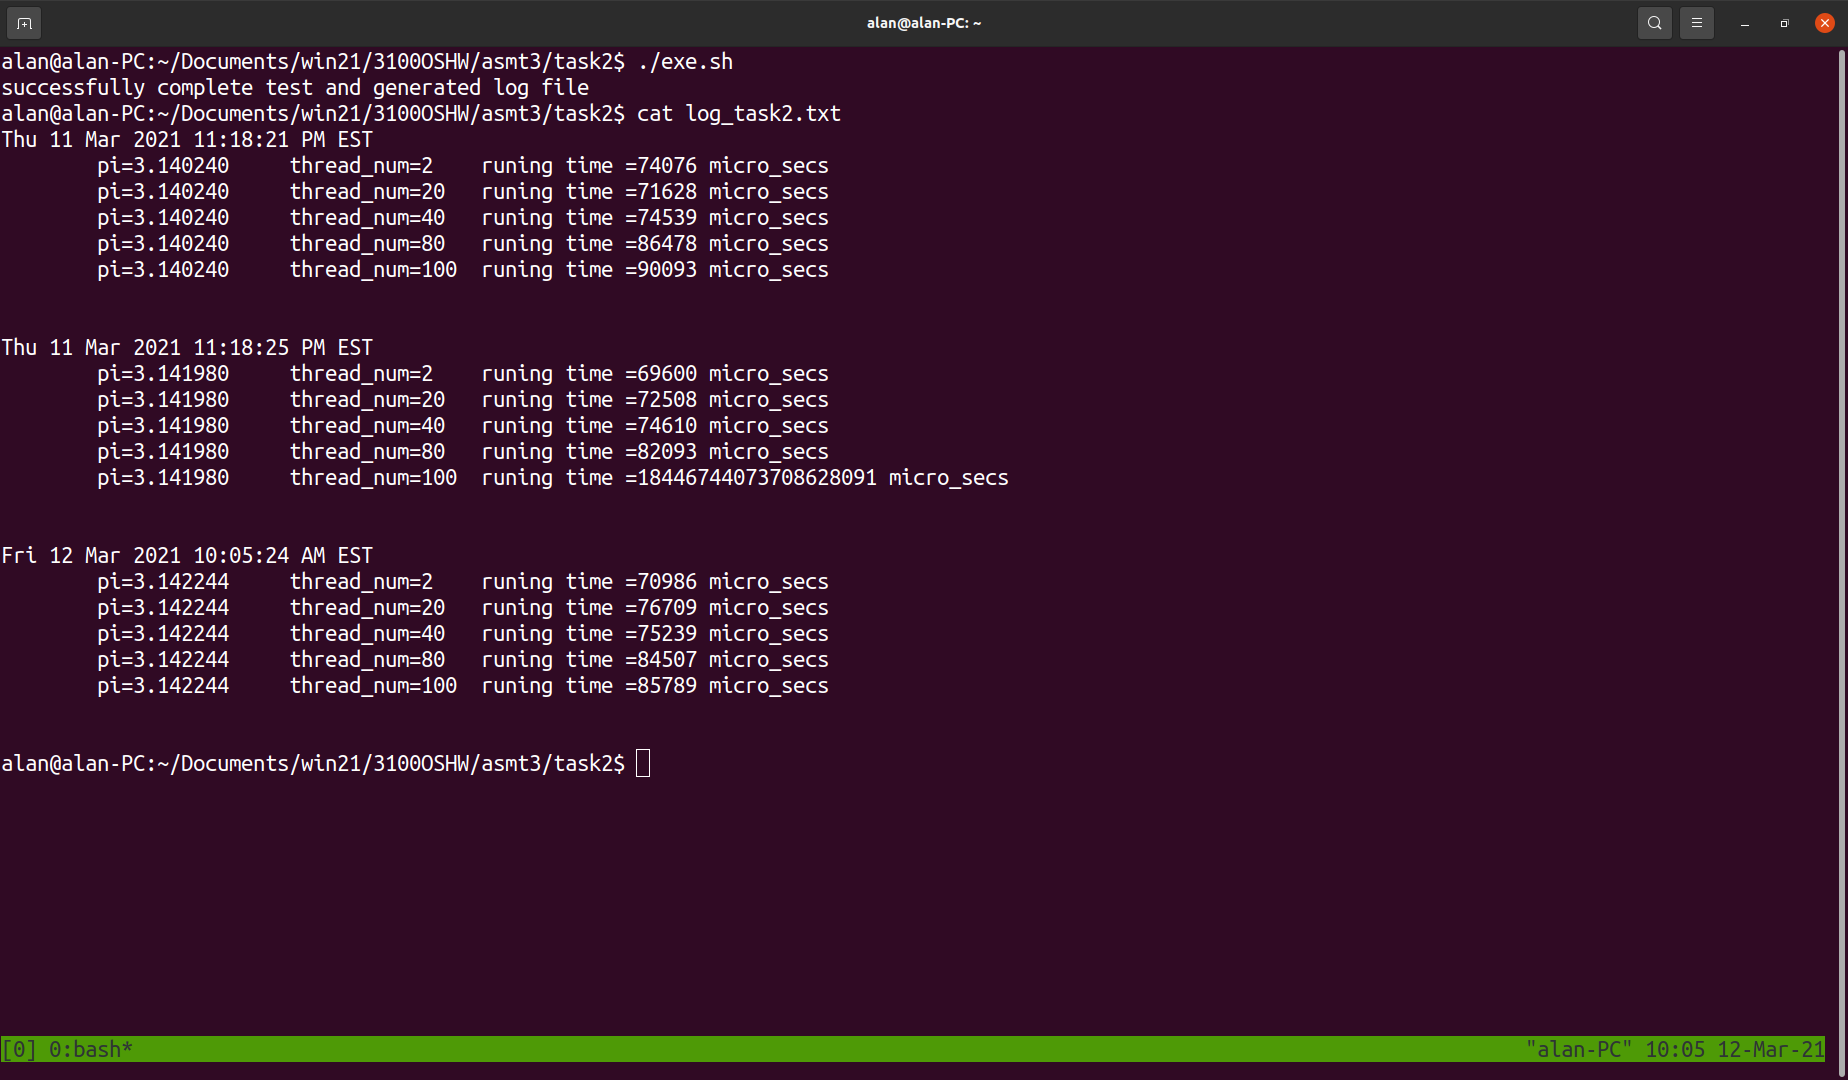 alan@alan-PC: ~
alan@alan-PC:~/Documents/win21/3100OSHW/asmt3/task2$ ./exe.sh
successfully complete test and generated log file
alan@alan-PC:~/Documents/win21/3100OSHW/asmt3/task2$ cat log_task2.txt
Thu 11 Mar 2021 11:18:21 PM EST
pi=3.140240 thread_num=2 runing time =74076 micro_secs
pi=3.140240 thread_num=20 runing time =71628 micro_secs
pi=3.140240 thread_num=40 runing time =74539 micro_secs
pi=3.140240 thread_num=80 runing time =86478 micro_secs
pi=3.140240 thread_num=100 runing time =90093 micro_secs
Thu 11 Mar 2021 11:18:25 PM EST
pi=3.141980 thread_num=2 runing time =69600 micro_secs
pi=3.141980 thread_num=20 runing time =72508 micro_secs
pi=3.141980 thread_num=40 runing time =74610 micro_secs
pi=3.141980 thread_num=80 runing time =82093 micro_secs
pi=3.141980 thread_num=100 runing time =18446744073708628091 micro_secs
Fri 12 Mar 2021 10:05:24 AM EST
pi=3.142244 thread_num=2 runing time =70986 micro_secs
pi=3.142244 thread_num=20 runing time =76709 micro_secs
pi=3.142244 thread_num=40 runing time =75239 micro_secs
pi=3.142244 thread_num=80 runing time =84507 micro_secs
pi=3.142244 thread_num=100 runing time =85789 micro_secs
alan@alan-PC:~/Documents/win21/3100OSHW/asmt3/task2$
[0] 0:bash* "alan-PC" 10:05 12-Mar-21